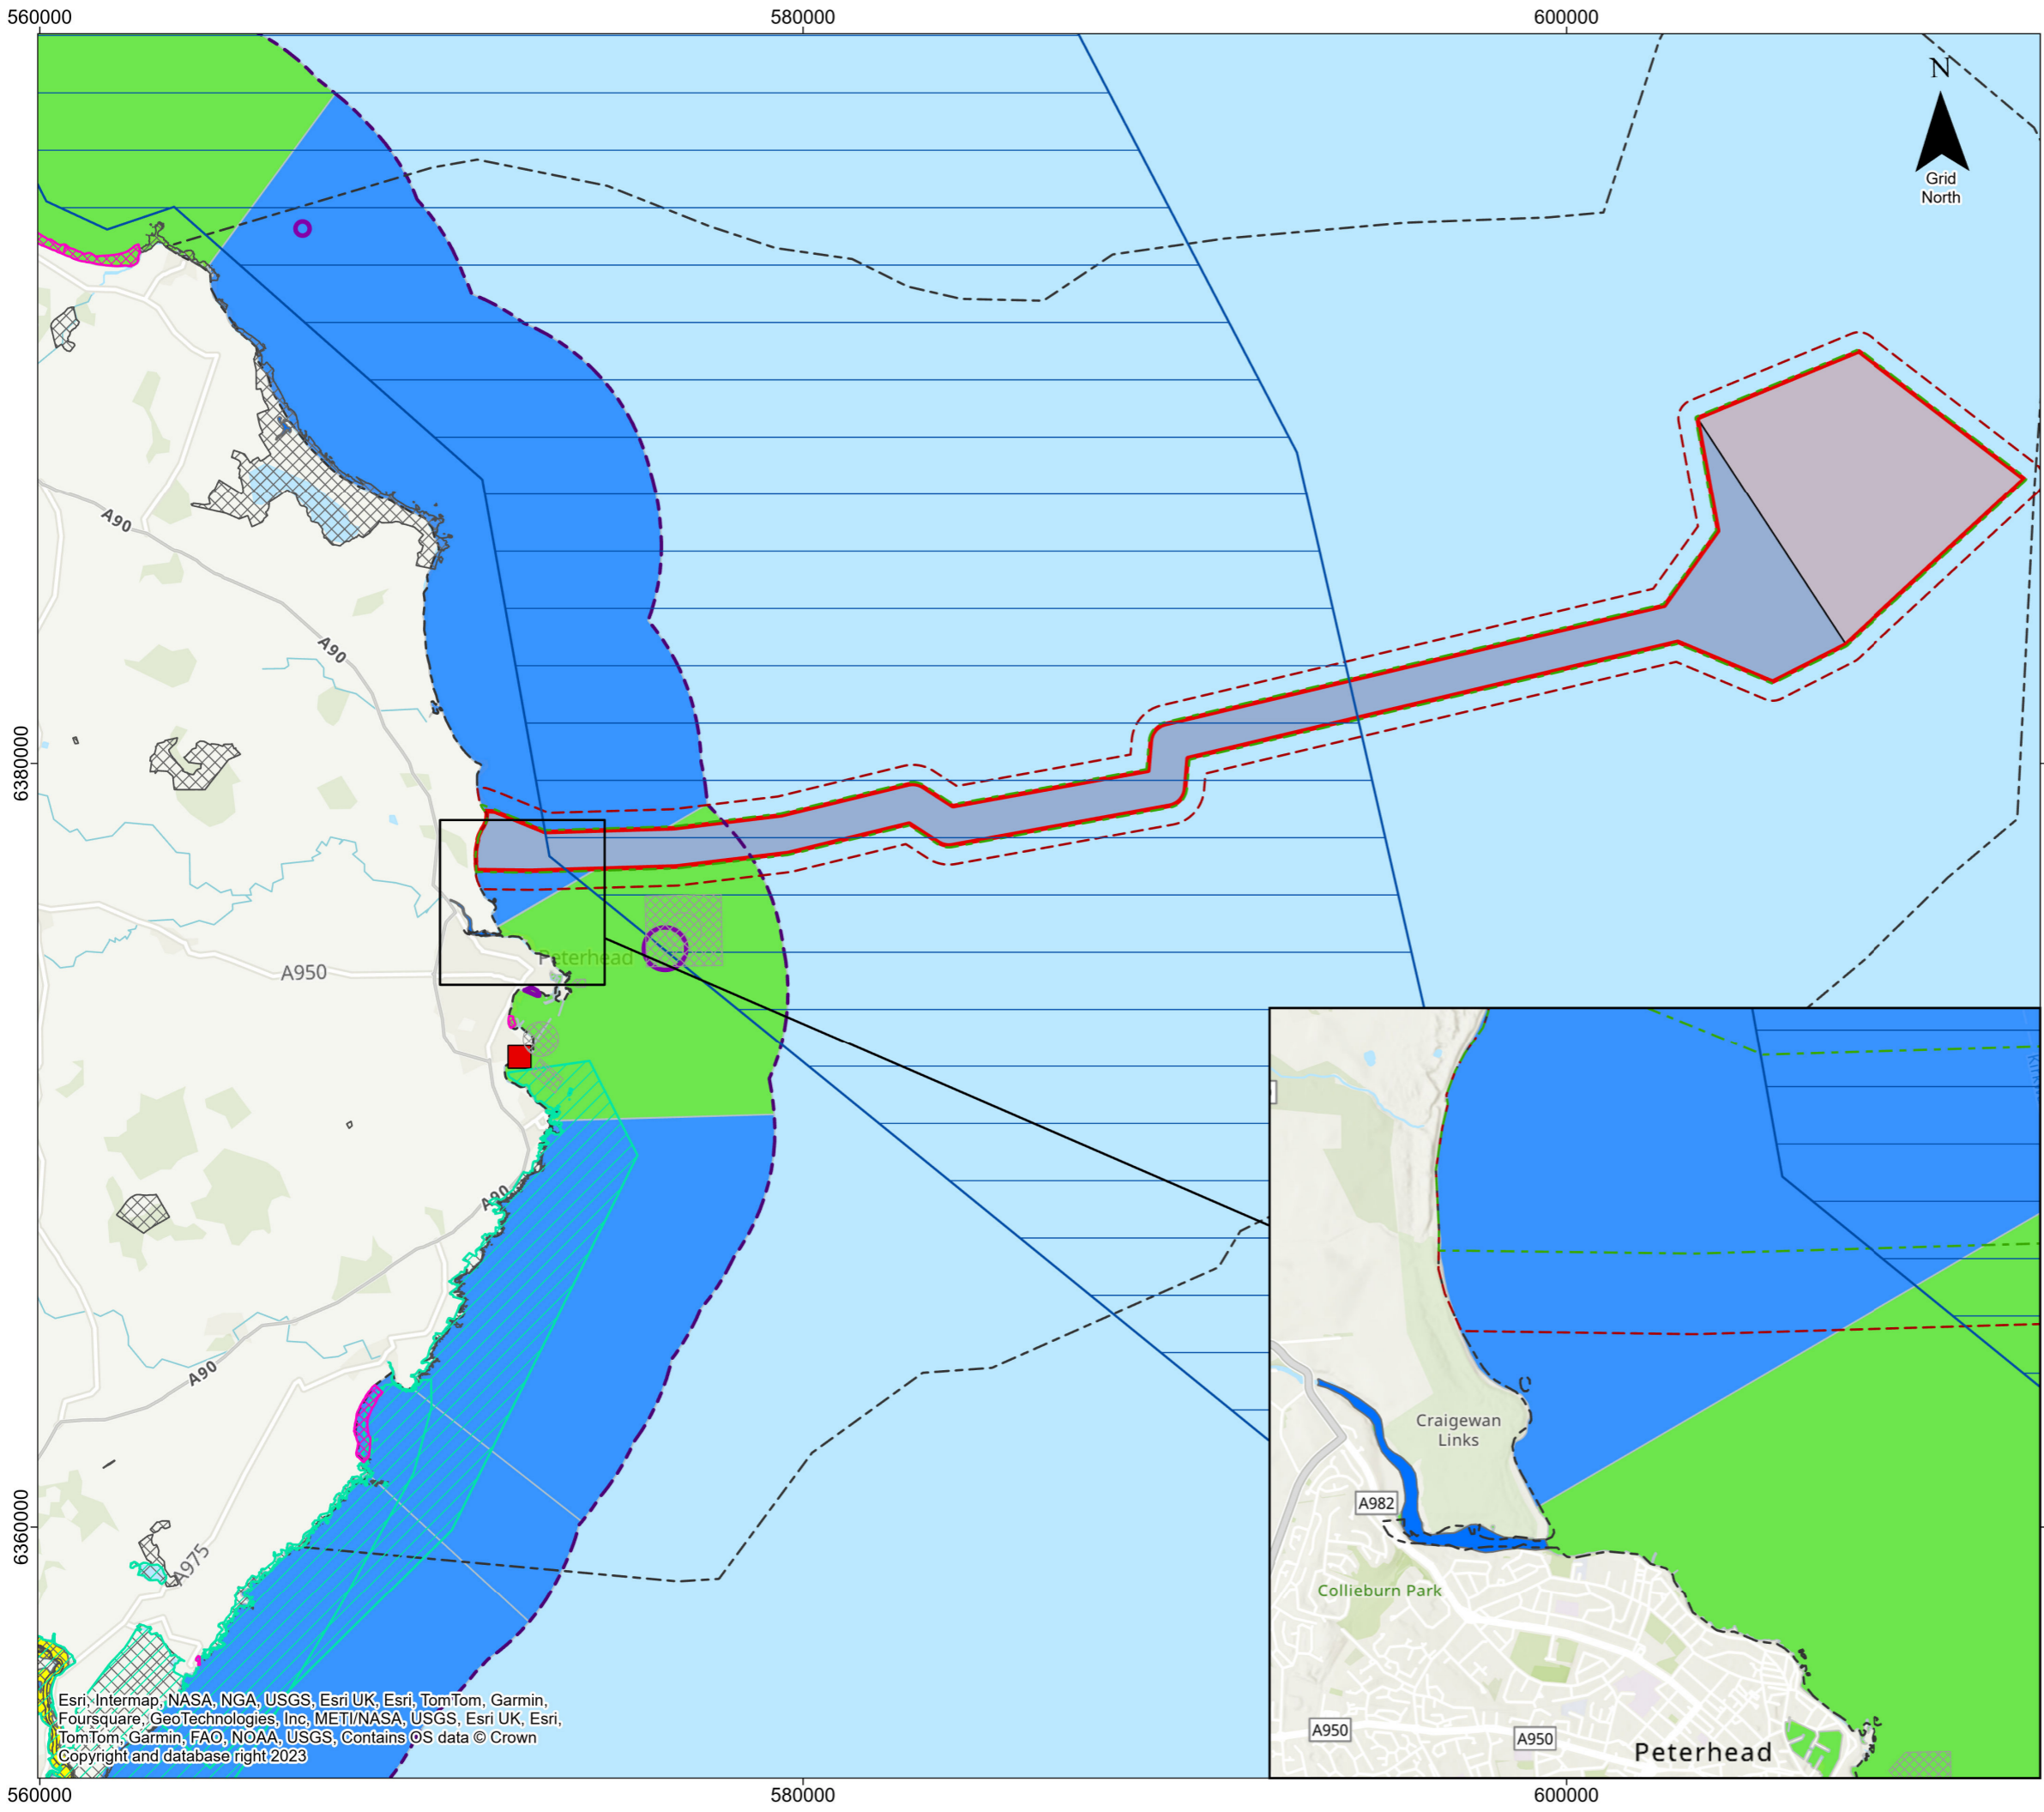 560000
580000
600000
N
Grid
North
A90
A90
6380000
Peterhead
A950
A90
A90
6360000
A975
Craigewan
Links
A982
Collieburn Park
A950
A950
Peterhead
Esri, Intermap, NASA, NGA, USGS, Esri UK, Esri, TomTom, Garmin,
Foursquare, GeoTechnologies, Inc, METI/NASA, USGS, Esri UK, Esri,
TomTom, Garmin, FAO, NOAA, USGS, Contains OS data © Crown
Copyright and database right 2023
560000
580000
600000